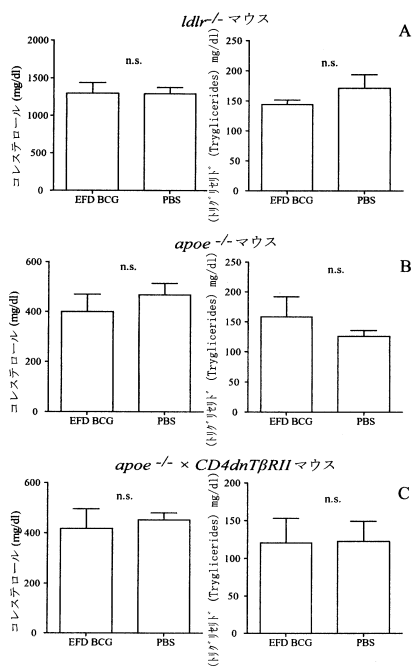 ldlr-/- マウス
A
コレステロール (mg/dl)
2000
1500
1000
500
0
n.s.
EFD BCG
PBS
(トリグリセリド (Tryglicerides) mg/dl)
250
200
150
100
50
0
n.s.
EFD BCG
PBS
apoe -/- マウス
B
コレステロール (mg/dl)
600
400
200
0
n.s.
EFD BCG
PBS
(トリグリセリド (Tryglicerides) mg/dl)
250
200
150
100
50
0
n.s.
EFD BCG
PBS
apoe -/- × CD4dnTβRII マウス
C
コレステロール (mg/dl)
600
400
200
0
n.s.
EFD BCG
PBS
(トリグリセリド (Tryglicerides) mg/dl)
200
150
100
50
0
n.s.
EFD BCG
PBS